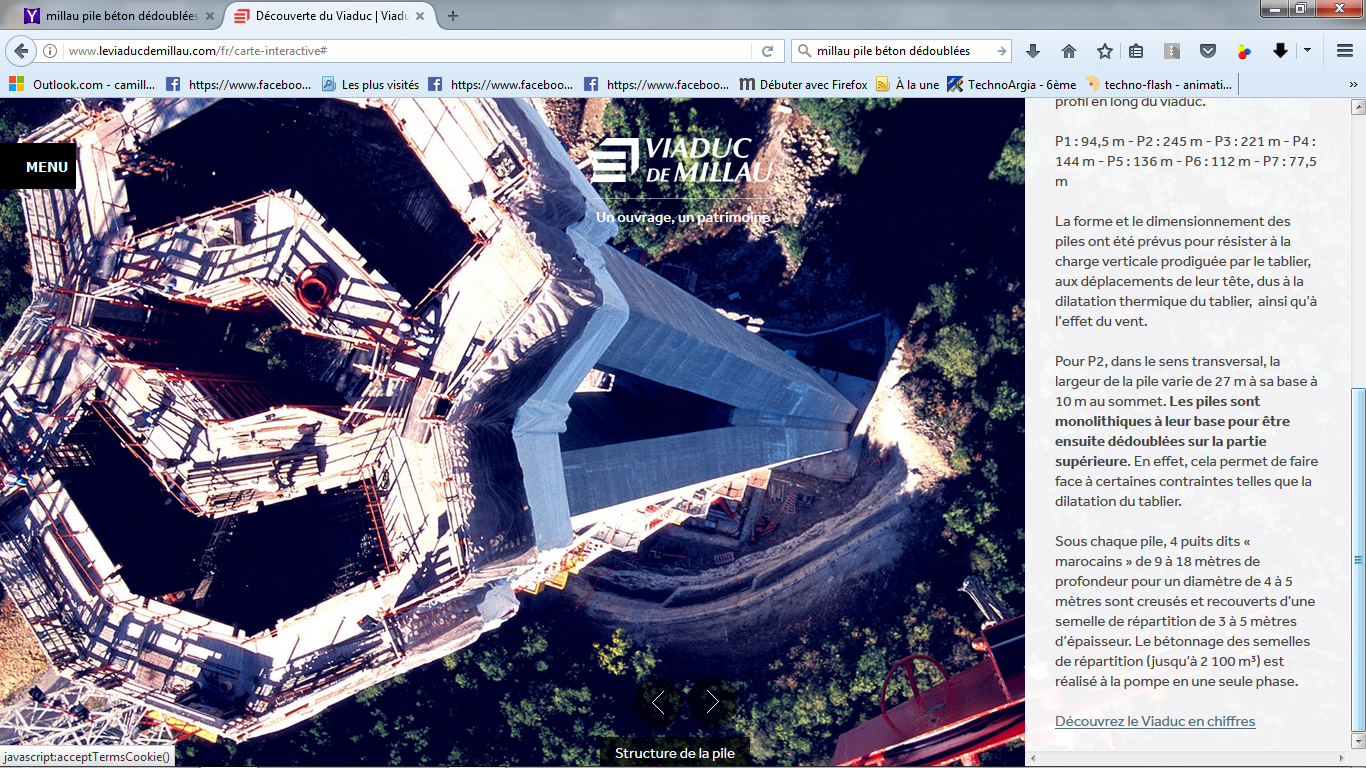 millau pile béton dédoublées
Découverte du Viaduc | Viadu
www.leviaducdemillau.com/fr/carte-interactive#
millau pile béton dédoublées
Outlook.com - camill...
https://www.faceboo...
Les plus visités
https://www.faceboo...
https://www.faceboo...
Débuter avec Firefox
À la une
TechnoArgia - 6ème
techno-flash - animati...
MENU
VIADUC
DE MILLAU
Un ouvrage, un patrimoine
profil en long du viaduc.
P1 : 94,5 m - P2 : 245 m - P3 : 221 m - P4 :
144 m - P5 : 136 m - P6 : 112 m - P7 : 77,5
m
La forme et le dimensionnement des
piles ont été prévus pour résister à la
charge verticale prodiguée par le tablier,
aux déplacements de leur tête, dus à la
dilatation thermique du tablier, ainsi qu'à
l'effet du vent.
Pour P2, dans le sens transversal, la
largeur de la pile varie de 27 m à sa base à
10 m au sommet. Les piles sont
monolithiques à leur base pour être
ensuite dédoublées sur la partie
supérieure. En effet, cela permet de faire
face à certaines contraintes telles que la
dilatation du tablier.
Sous chaque pile, 4 puits dits «
marocains » de 9 à 18 mètres de
profondeur pour un diamètre de 4 à 5
mètres sont creusés et recouverts d'une
semelle de répartition de 3 à 5 mètres
d'épaisseur. Le bétonnage des semelles
de répartition (jusqu'à 2 100 m³) est
réalisé à la pompe en une seule phase.
Découvrez le Viaduc en chiffres
Structure de la pile
javascript:acceptTermsCookie()